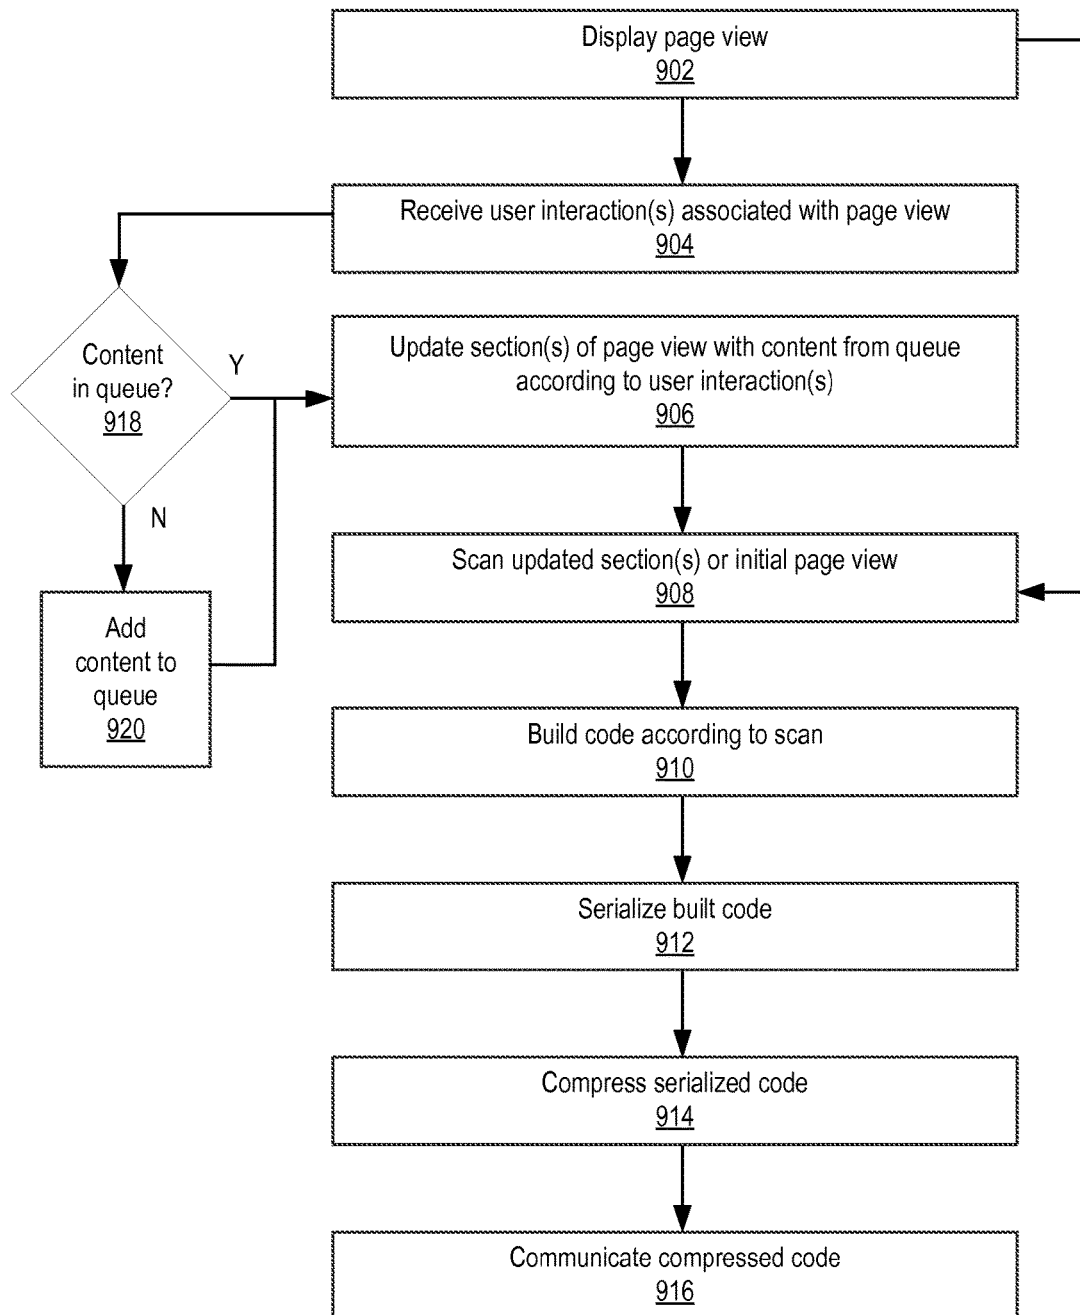 Display page view
902
Receive user interaction(s) associated with page view
904
Content
in queue?
918
Y
N
Update section(s) of page view with content from queue
according to user interaction(s)
906
Add
content to
queue
920
Scan updated section(s) or initial page view
908
Build code according to scan
910
Serialize built code
912
Compress serialized code
914
Communicate compressed code
916